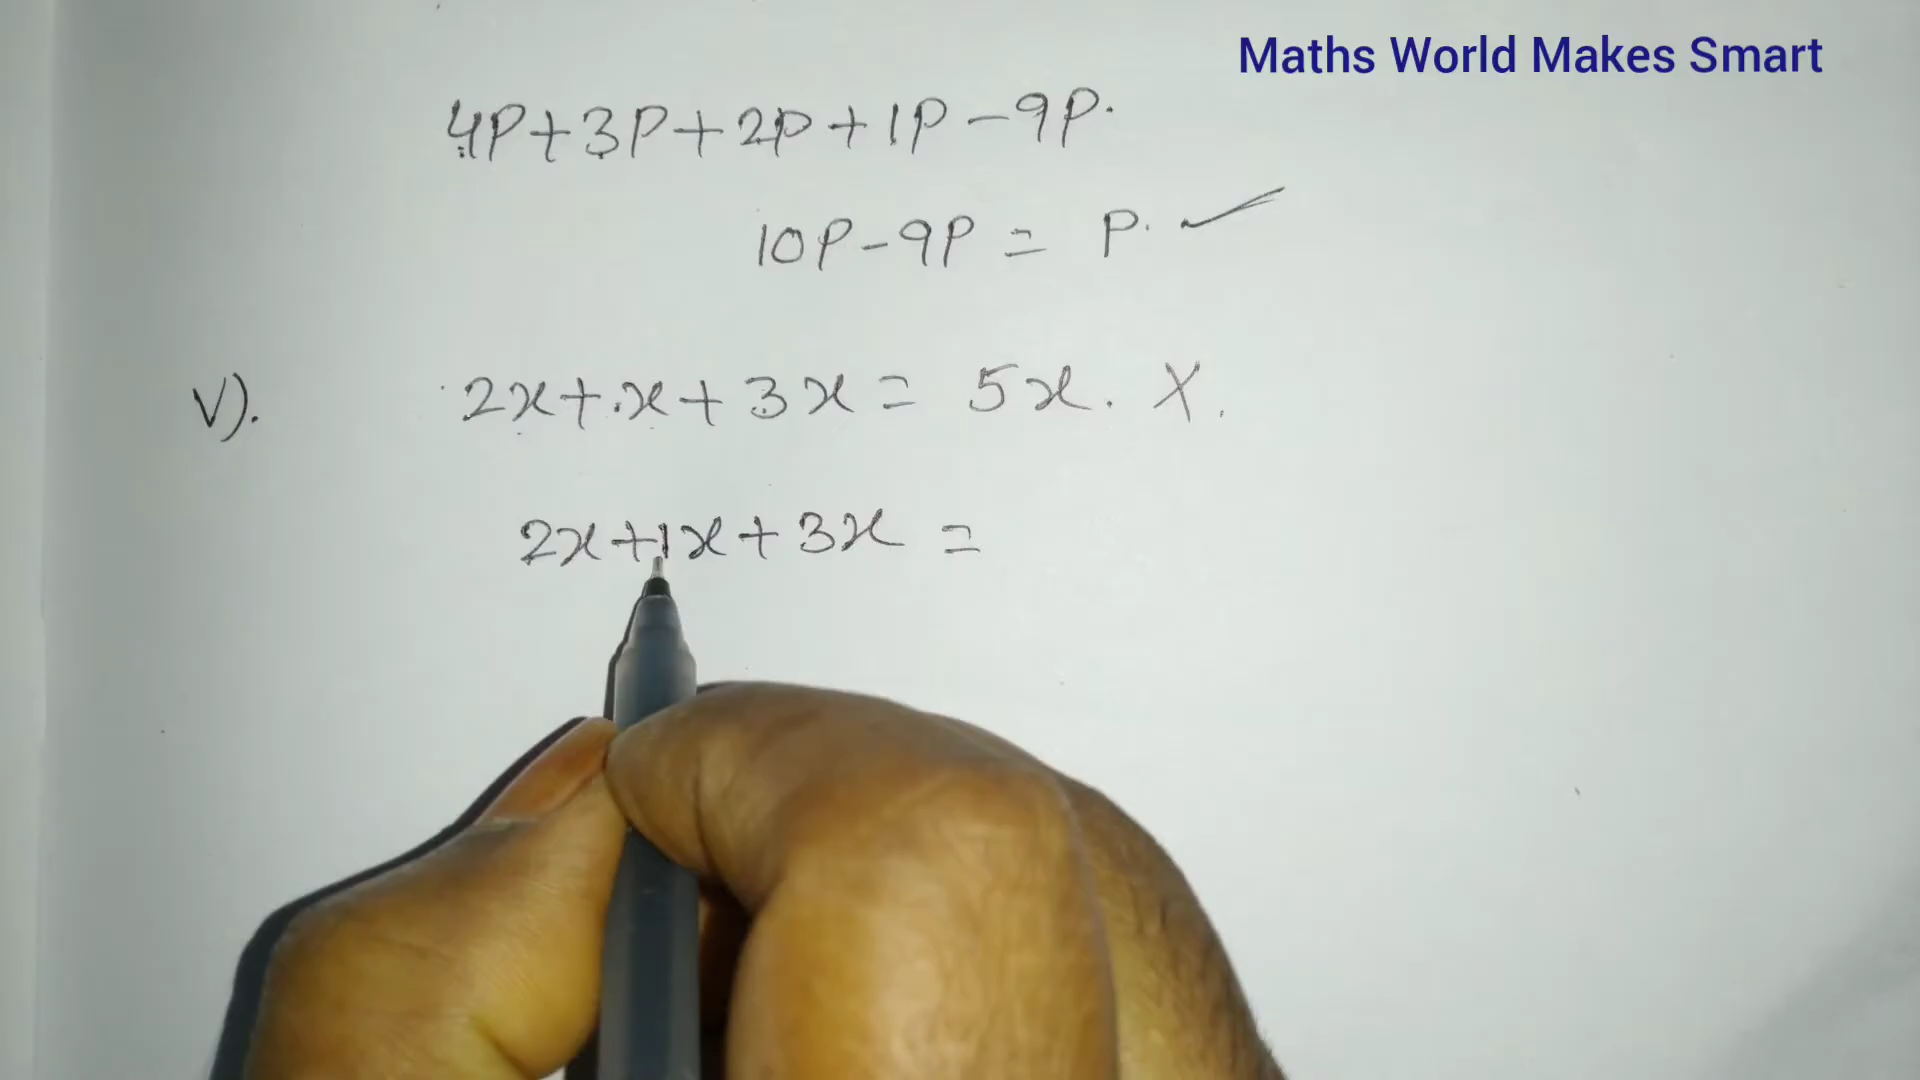 Maths World Makes Smart
4P+3P+2P+1P-9P.
10P-9P = P. ✓
V). 2x+x+3x = 5x. X.
2x+1x+3x =